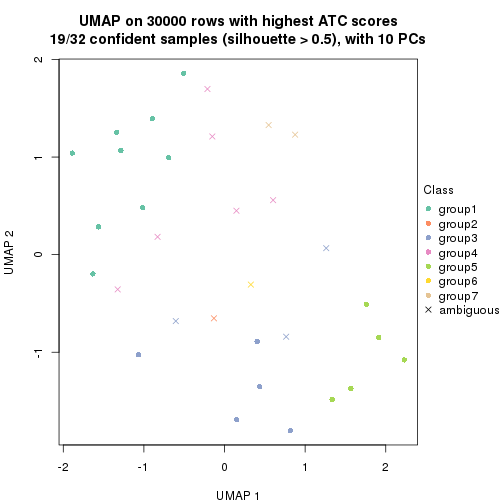 UMAP on 30000 rows with highest ATC scores
19/32 confident samples (silhouette > 0.5), with 10 PCs
UMAP 2
2
1
0
-1
-2
-1
0
1
2
UMAP 1
Class
group1
group2
group3
group4
group5
group6
group7
ambiguous